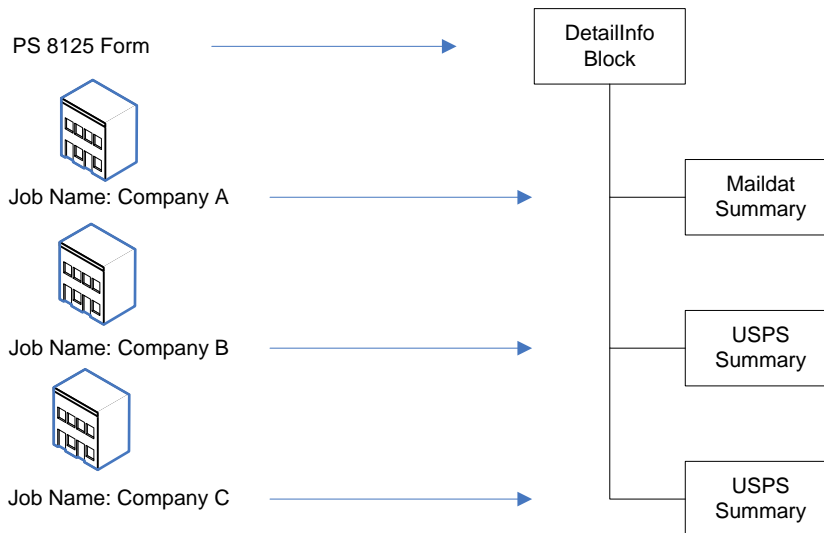 PS 8125 Form
DetailInfo
Block
Job Name: Company A
Maildat
Summary
Job Name: Company B
USPS
Summary
Job Name: Company C
USPS
Summary